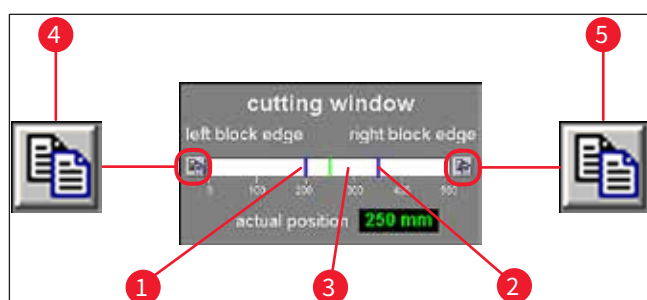 4 5
cutting window
left block edge right block edge
0 100 200 300 400 500
actual position 250 mm
1 3 2